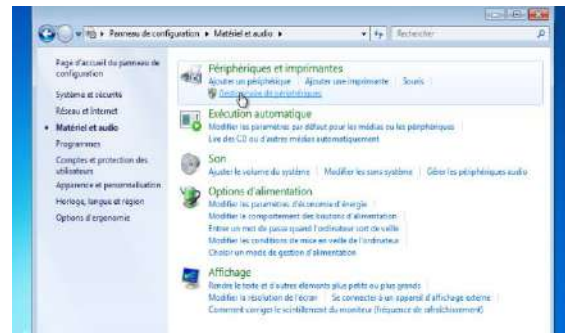 Panneau de configuration ▸ Matériel et audio ▸
Rechercher
Page d'accueil du panneau de
configuration
Système et sécurité
Réseau et Internet
Matériel et audio
Programmes
Comptes et protection des
utilisateurs
Apparence et personnalisation
Horloge, langue et région
Options d'ergonomie
Périphériques et imprimantes
Ajouter un périphérique | Ajouter une imprimante | Souris
Gestionnaire de périphériques
Exécution automatique
Modifier les paramètres par défaut pour les médias ou les périphériques
Lire des CD ou d'autres médias automatiquement
Son
Ajuster le volume du système | Modifier les sons système | Gérer les périphériques audio
Options d'alimentation
Modifier les paramètres d'économie d'énergie
Modifier le comportement des boutons d'alimentation
Entrer un mot de passe quand l'ordinateur sort de veille
Modifier les conditions de mise en veille de l'ordinateur
Choisir un mode de gestion d'alimentation
Affichage
Rendre le texte et d'autres éléments plus petits ou plus grands
Modifier la résolution de l'écran | Se connecter à un appareil d'affichage externe
Comment corriger le scintillement du moniteur (fréquence de rafraîchissement)